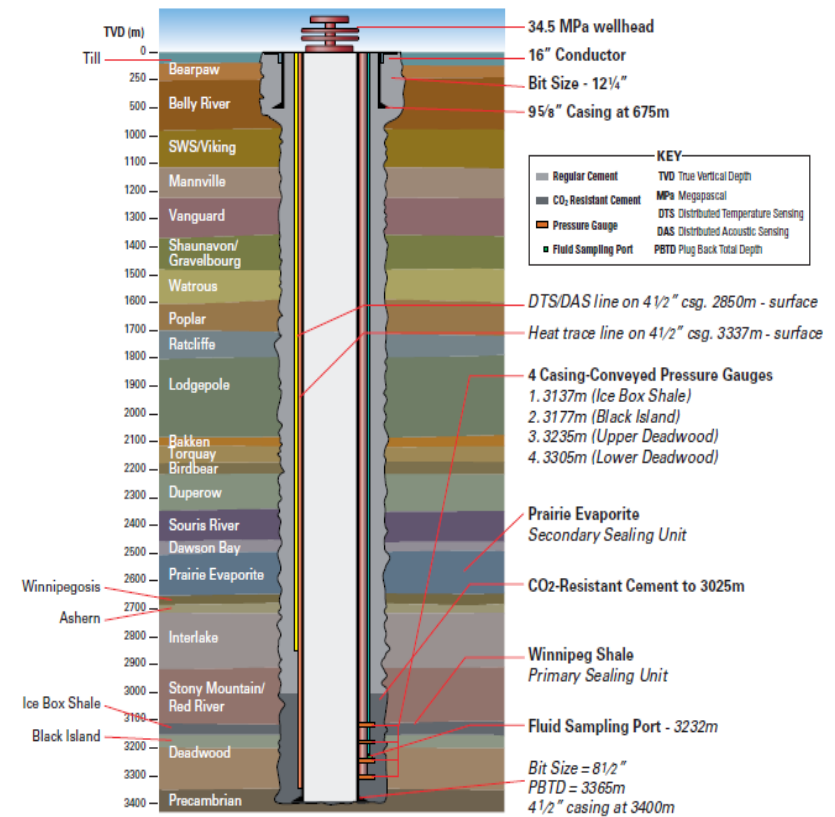 TVD (m)
0
250
500
1000
1100
1200
1300
1400
1500
1600
1700
1800
1900
2000
2100
2200
2300
2400
2500
2600
2700
2800
2900
3000
3100
3200
3300
3400
Till
Winnipegosis
Ashern
Ice Box Shale
Black Island
Bearpaw
Belly River
SWS/Viking
Mannville
Vanguard
Shaunavon/
Gravelbourg
Watrous
Poplar
Ratcliffe
Lodgepole
Bakken
Torquay
Birdbear
Duperow
Souris River
Dawson Bay
Prairie Evaporite
Interlake
Stony Mountain/
Red River
Deadwood
Precambrian
34.5 MPa wellhead
16" Conductor
Bit Size - 12¼"
95/8" Casing at 675m
KEY
Regular Cement
CO2 Resistant Cement
Pressure Gauge
Fluid Sampling Port
TVD True Vertical Depth
MPa Megapascal
DTS Distributed Temperature Sensing
DAS Distributed Acoustic Sensing
PBTD Plug Back Total Depth
DTS/DAS line on 41/2" csg. 2850m - surface
Heat trace line on 41/2" csg. 3337m - surface
4 Casing-Conveyed Pressure Gauges
1. 3137m (Ice Box Shale)
2. 3177m (Black Island)
3. 3235m (Upper Deadwood)
4. 3305m (Lower Deadwood)
Prairie Evaporite
Secondary Sealing Unit
CO2-Resistant Cement to 3025m
Winnipeg Shale
Primary Sealing Unit
Fluid Sampling Port - 3232m
Bit Size = 81/2"
PBTD = 3365m
41/2" casing at 3400m